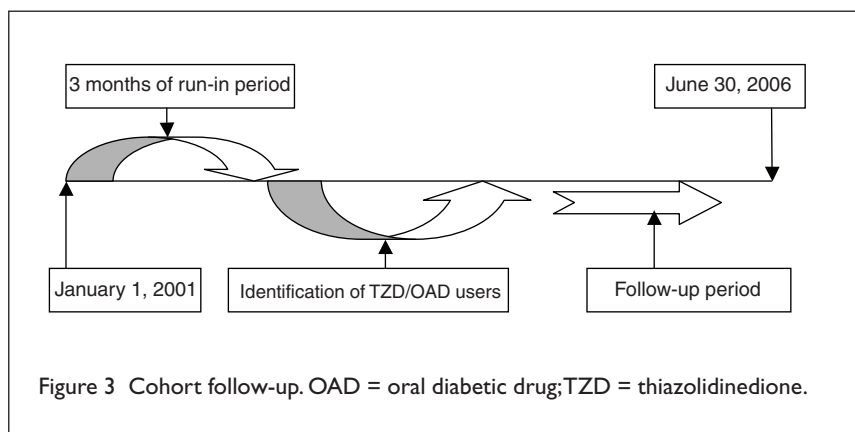 3 months of run-in period
June 30, 2006
January 1, 2001
Identification of TZD/OAD users
Follow-up period
Figure 3 Cohort follow-up. OAD = oral diabetic drug;TZD = thiazolidinedione.